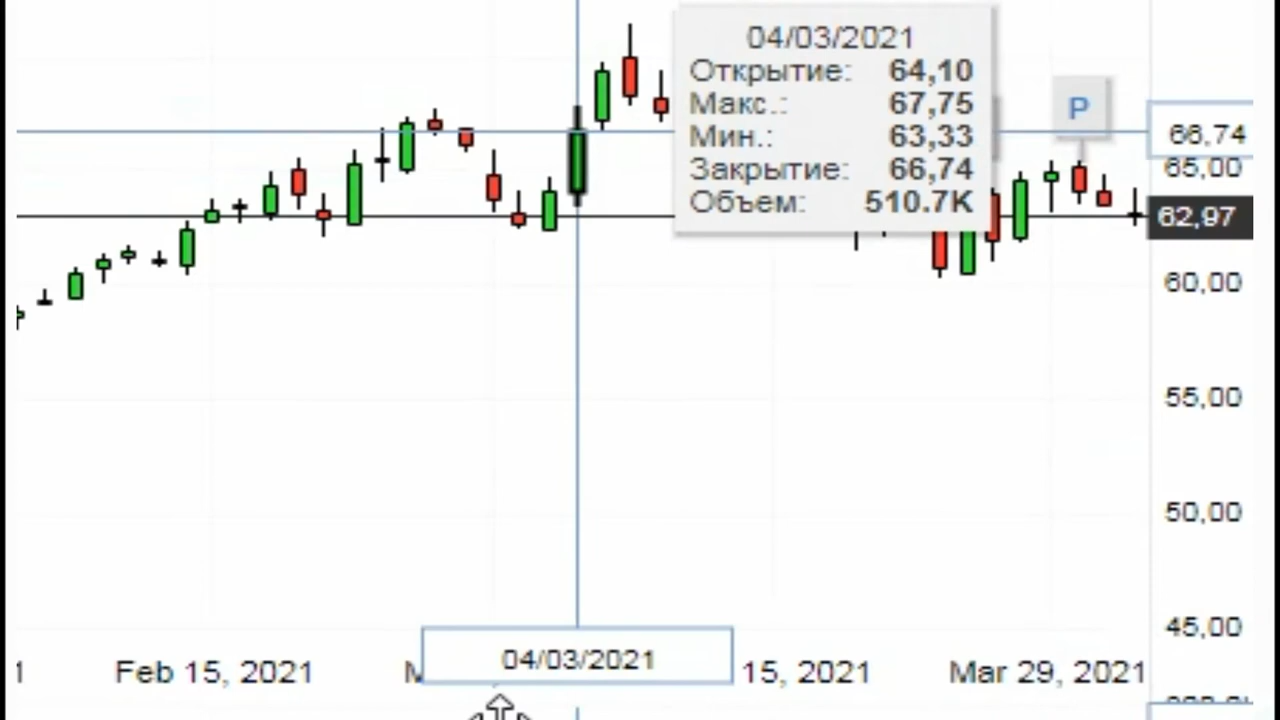 04/03/2021
Открытие: 64,10
Макс.: 67,75
Мин.: 63,33
Закрытие: 66,74
Объем: 510.7K
P
66,74
65,00
62,97
60,00
55,00
50,00
45,00
1 Feb 15, 2021 04/03/2021 15, 2021 Mar 29, 2021